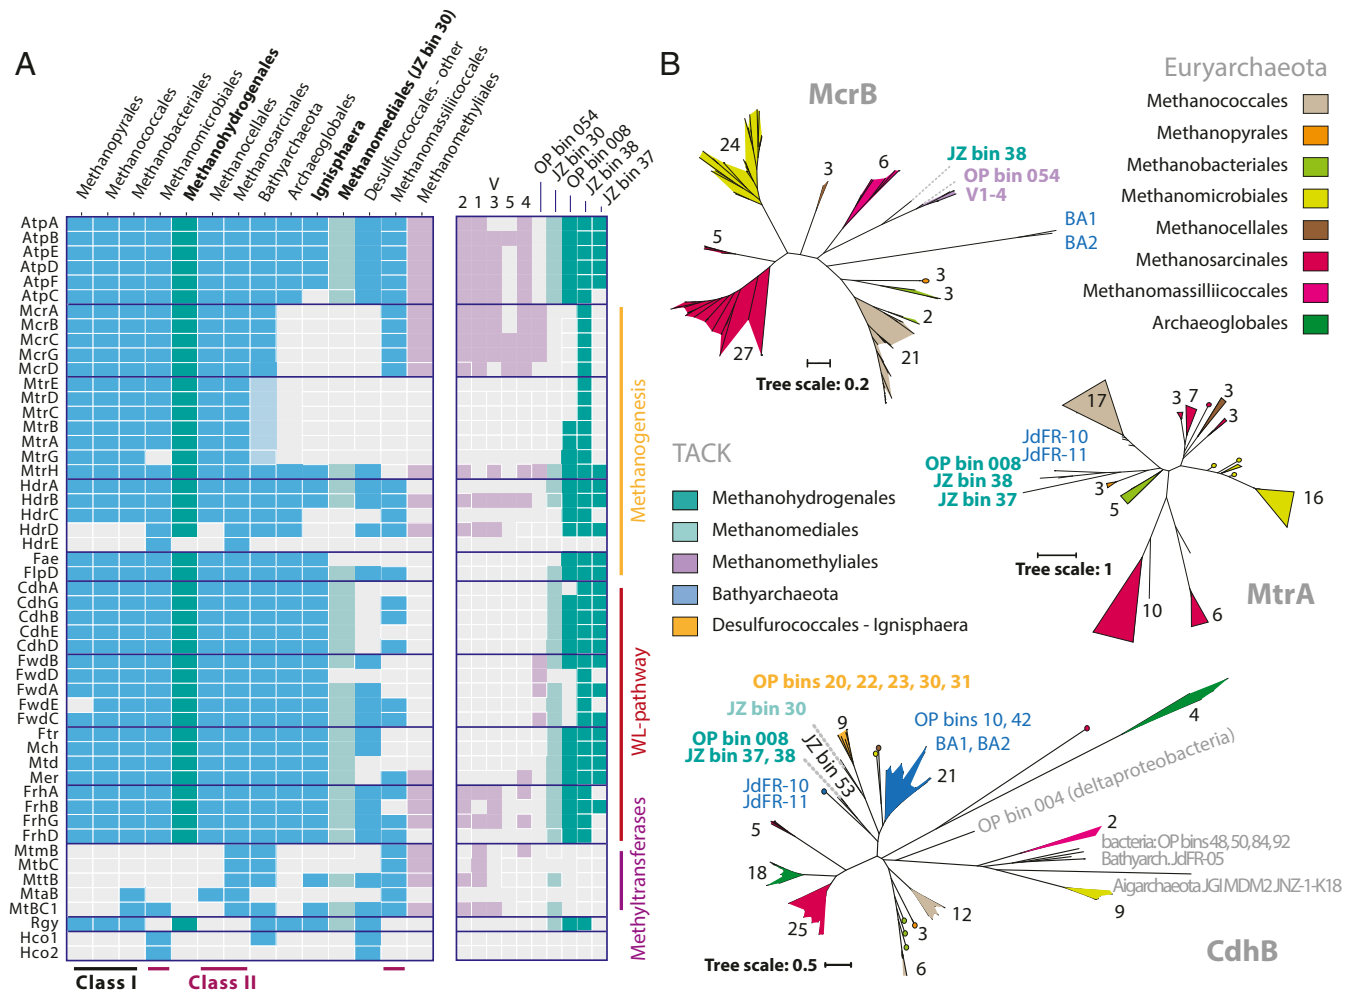 A
Methanopyrales
Methanococcales
Methanobacteriales
Methanomicrobiales
Methanohydrogenales
Methanocellales
Methanosarcinales
Bathyarchaeota
Archaeoglobales
Ignisphaera
Methanomediales (JZ bin 30)
Desulfurococcales - other
Methanomassiliicoccales
Methanomethyliales
V
2 1 3 5 4
OP bin 054
JZ bin 30
OP bin 008
JZ bin 38
JZ bin 37
AtpA
AtpB
AtpE
AtpD
AtpF
AtpC
McrA
McrB
McrC
McrG
McrD
MtrE
MtrD
MtrC
MtrB
MtrA
MtrG
MtrH
HdrA
HdrB
HdrC
HdrD
HdrE
Fae
FlpD
CdhA
CdhG
CdhB
CdhE
CdhD
FwdB
FwdD
FwdA
FwdE
FwdC
Ftr
Mch
Mtd
Mer
FrhA
FrhB
FrhG
FrhD
MtmB
MtbC
MttB
MtaB
MtBC1
Rgy
Hco1
Hco2
Class I
Class II
Methanogenesis
WL-pathway
Methyltransferases
B
McrB
24
3
6
JZ bin 38
OP bin 054
V1-4
BA1
BA2
5
3
3
2
21
27
Tree scale: 0.2
Euryarchaeota
Methanococcales
Methanopyrales
Methanobacteriales
Methanomicrobiales
Methanocellales
Methanosarcinales
Methanomassilliicoccales
Archaeoglobales
TACK
Methanohydrogenales
Methanomediales
Methanomethyliales
Bathyarchaeota
Desulfurococcales - Ignisphaera
17
3 7
3
3
JdFR-10
JdFR-11
OP bin 008
JZ bin 38
JZ bin 37
3
5
16
Tree scale: 1
10
6
MtrA
OP bins 20, 22, 23, 30, 31
JZ bin 30
9
OP bins 10, 42
BA1, BA2
OP bin 008
JZ bin 37, 38
JZ bin 53
21
4
JdFR-10
JdFR-11
OP bin 004 (deltaproteobacteria)
5
2
bacteria: OP bins 48, 50, 84, 92
Bathyarch. JdFR-05
18
Aigarchaeota JGI MDM2 JNZ-1-K18
9
25
12
3
6
Tree scale: 0.5
CdhB